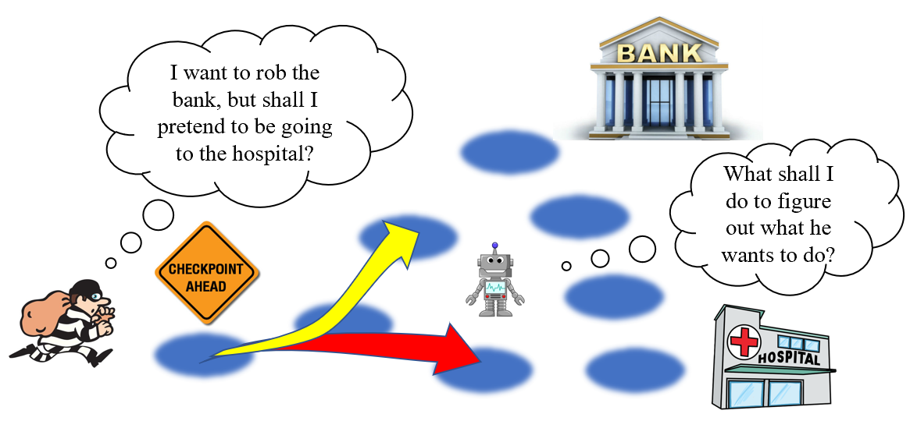 I want to rob the
bank, but shall I
pretend to be going
to the hospital?
BANK
What shall I
do to figure
out what he
wants to do?
CHECKPOINT
AHEAD
HOSPITAL